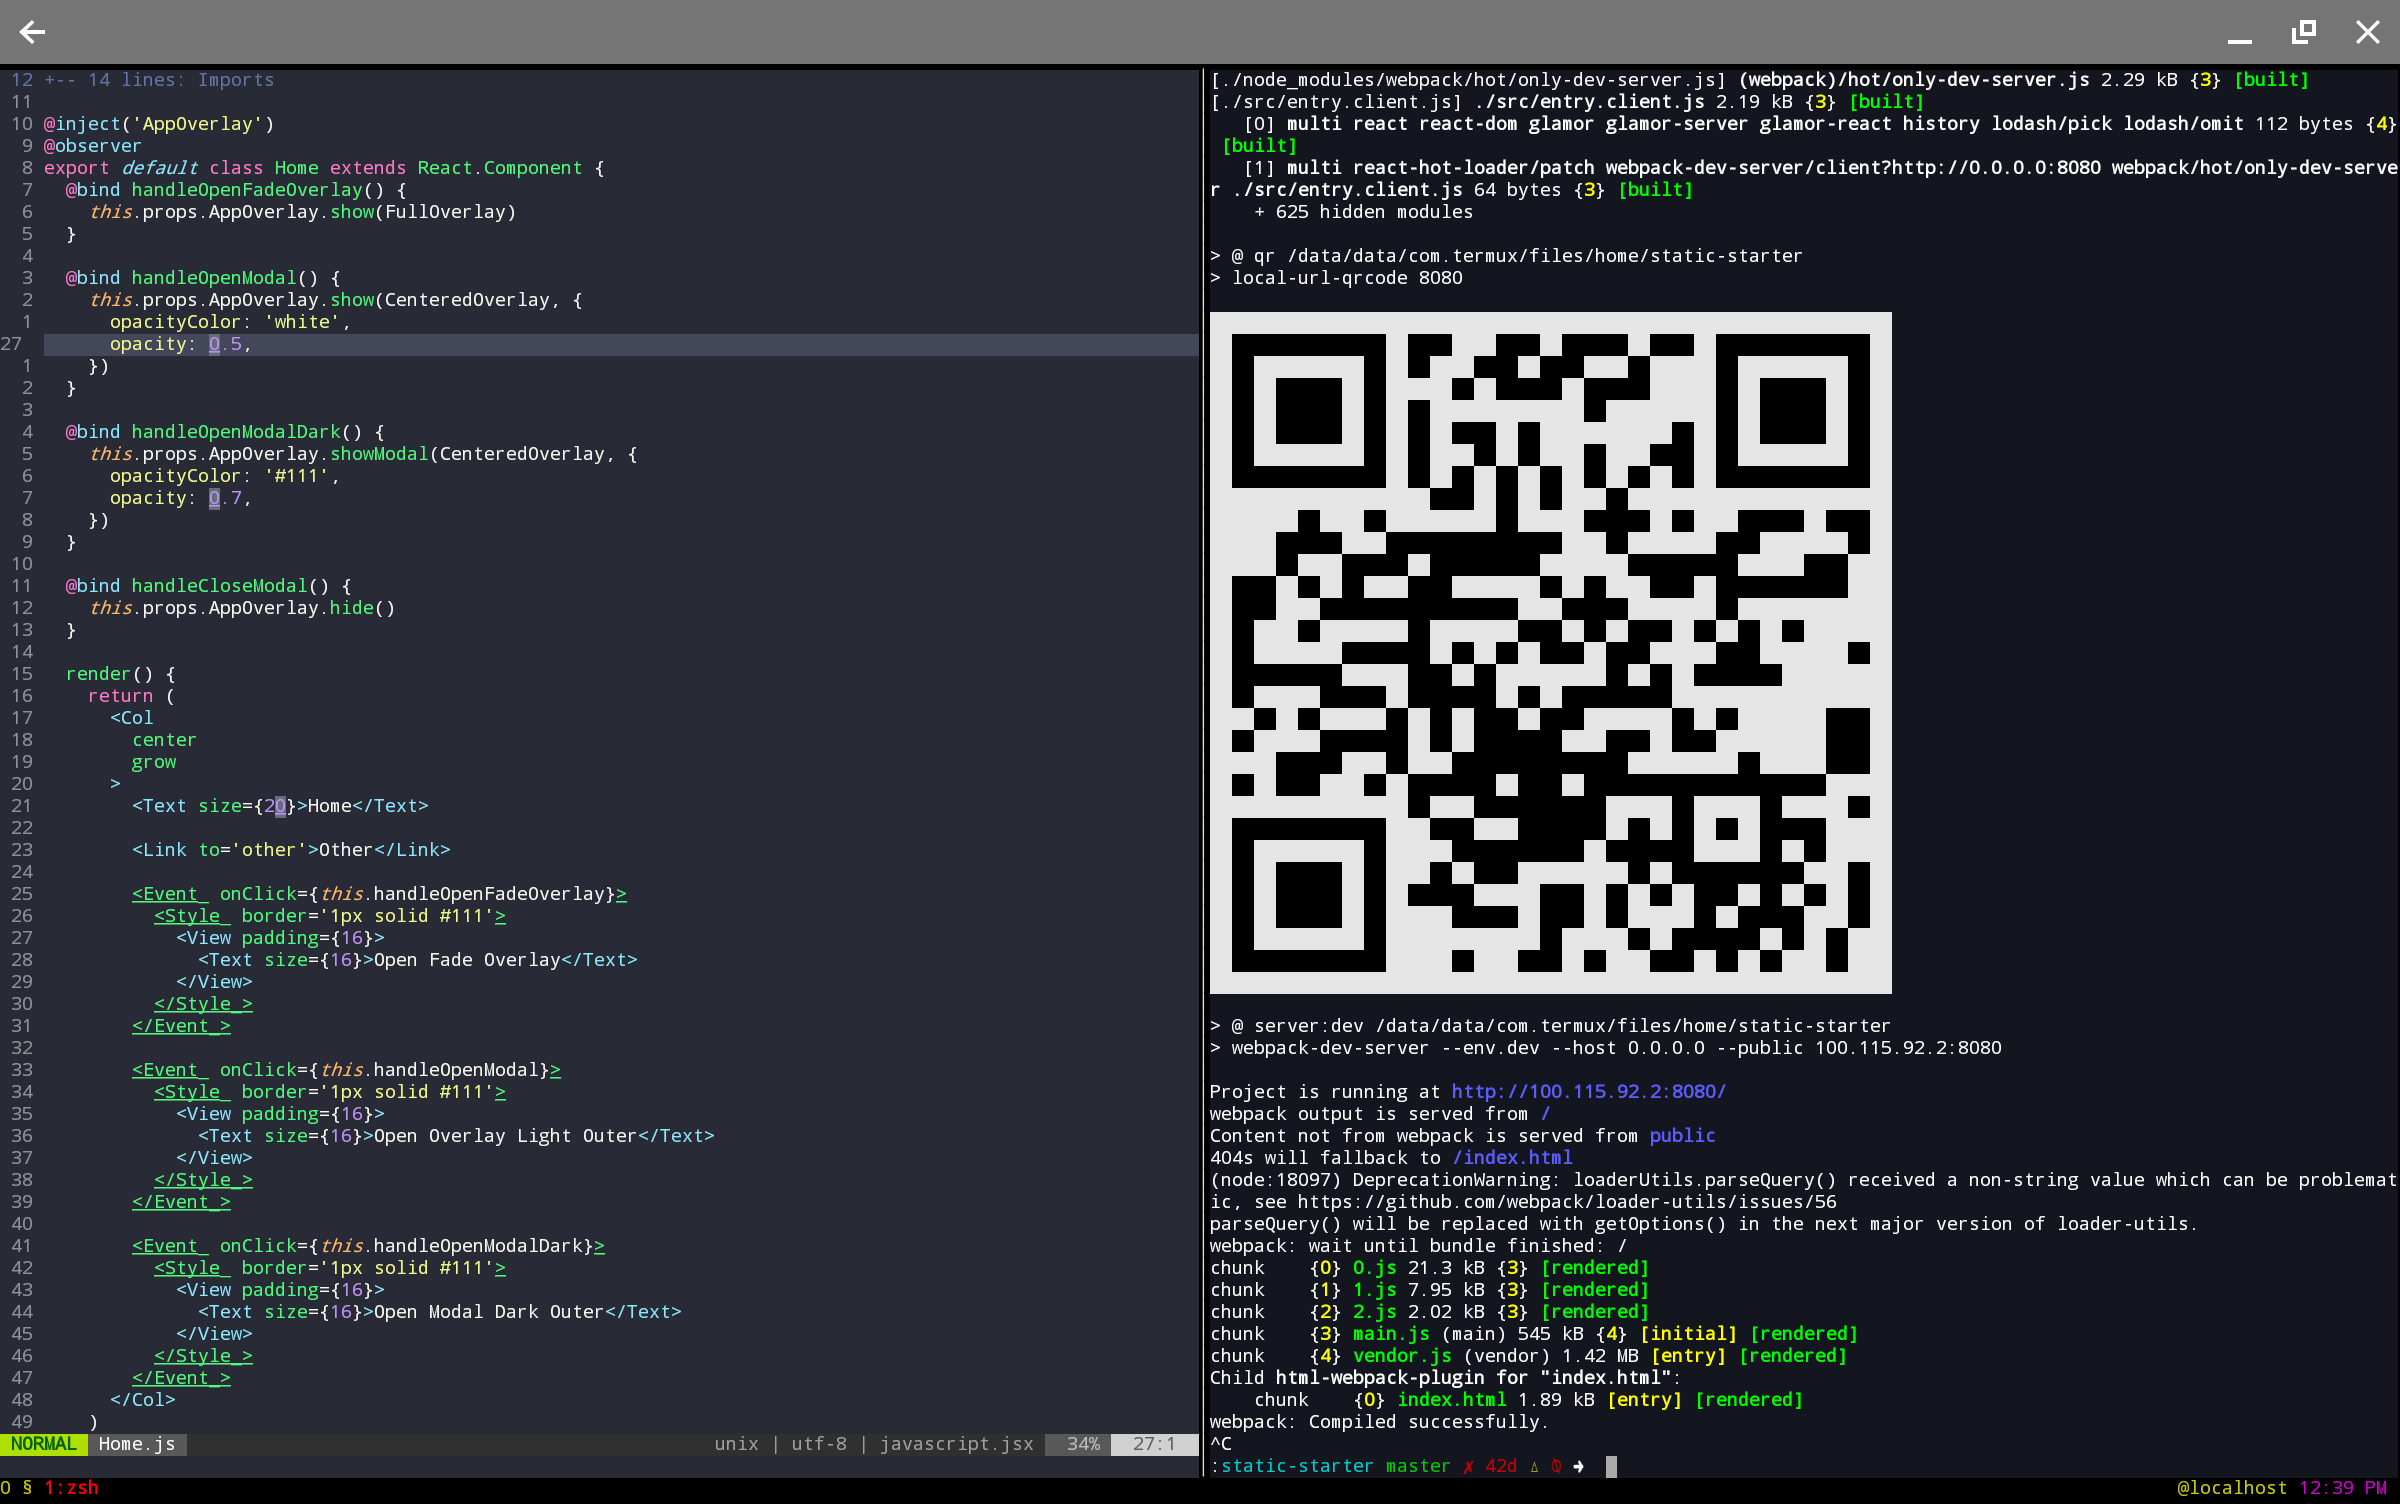 12 +-- 14 lines: Imports
11
10 @inject('AppOverlay')
9 @observer
8 export default class Home extends React.Component {
7   @bind handleOpenFadeOverlay() {
6     this.props.AppOverlay.show(FullOverlay)
5   }
4
3   @bind handleOpenModal() {
2     this.props.AppOverlay.show(CenteredOverlay, {
1       opacityColor: 'white',
27       opacity: 0.5,
1     })
2   }
3
4   @bind handleOpenModalDark() {
5     this.props.AppOverlay.showModal(CenteredOverlay, {
6       opacityColor: '#111',
7       opacity: 0.7,
8     })
9   }
10
11   @bind handleCloseModal() {
12     this.props.AppOverlay.hide()
13   }
14
15   render() {
16     return (
17       <Col
18         center
19         grow
20       >
21         <Text size={20}>Home</Text>
22
23         <Link to='other'>Other</Link>
24
25         <Event_ onClick={this.handleOpenFadeOverlay}>
26           <Style_ border='1px solid #111'>
27             <View padding={16}>
28               <Text size={16}>Open Fade Overlay</Text>
29             </View>
30           </Style_>
31         </Event_>
32
33         <Event_ onClick={this.handleOpenModal}>
34           <Style_ border='1px solid #111'>
35             <View padding={16}>
36               <Text size={16}>Open Overlay Light Outer</Text>
37             </View>
38           </Style_>
39         </Event_>
40
41         <Event_ onClick={this.handleOpenModalDark}>
42           <Style_ border='1px solid #111'>
43             <View padding={16}>
44               <Text size={16}>Open Modal Dark Outer</Text>
45             </View>
46           </Style_>
47         </Event_>
48       </Col>
49     )
NORMAL Home.js unix | utf-8 | javascript.jsx 34% 27:1
[./node_modules/webpack/hot/only-dev-server.js] (webpack)/hot/only-dev-server.js 2.29 kB {3} [built]
[./src/entry.client.js] ./src/entry.client.js 2.19 kB {3} [built]
   [0] multi react react-dom glamor glamor-server glamor-react history lodash/pick lodash/omit 112 bytes {4}
 [built]
   [1] multi react-hot-loader/patch webpack-dev-server/client?http://0.0.0.0:8080 webpack/hot/only-dev-serve
r ./src/entry.client.js 64 bytes {3} [built]
    + 625 hidden modules
> @ qr /data/data/com.termux/files/home/static-starter
> local-url-qrcode 8080
> @ server:dev /data/data/com.termux/files/home/static-starter
> webpack-dev-server --env.dev --host 0.0.0.0 --public 100.115.92.2:8080
Project is running at http://100.115.92.2:8080/
webpack output is served from /
Content not from webpack is served from public
404s will fallback to /index.html
(node:18097) DeprecationWarning: loaderUtils.parseQuery() received a non-string value which can be problemat
ic, see https://github.com/webpack/loader-utils/issues/56
parseQuery() will be replaced with getOptions() in the next major version of loader-utils.
webpack: wait until bundle finished: /
chunk    {0} 0.js 21.3 kB {3} [rendered]
chunk    {1} 1.js 7.95 kB {3} [rendered]
chunk    {2} 2.js 2.02 kB {3} [rendered]
chunk    {3} main.js (main) 545 kB {4} [initial] [rendered]
chunk    {4} vendor.js (vendor) 1.42 MB [entry] [rendered]
Child html-webpack-plugin for "index.html":
    chunk    {0} index.html 1.89 kB [entry] [rendered]
webpack: Compiled successfully.
^C
:static-starter master ✗ 42d ➜
0 § 1:zsh @localhost 12:39 PM